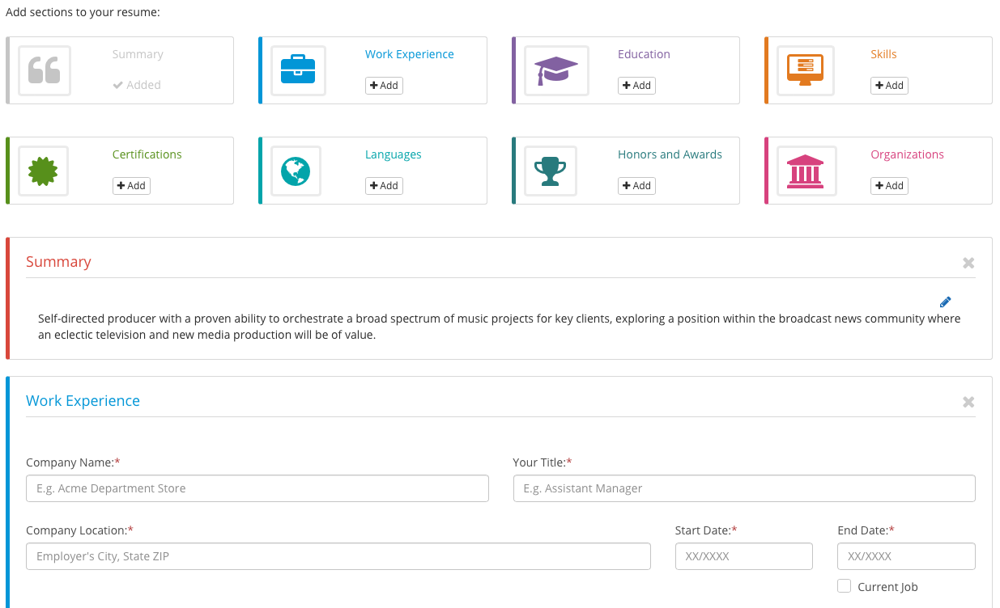 Add sections to your resume:
Summary
Added
Work Experience
Add
Education
Add
Skills
Add
Certifications
Add
Languages
Add
Honors and Awards
Add
Organizations
Add
Summary
Self-directed producer with a proven ability to orchestrate a broad spectrum of music projects for key clients, exploring a position within the broadcast news community where
an eclectic television and new media production will be of value.
Work Experience
Company Name:*
E.g. Acme Department Store
Your Title:*
E.g. Assistant Manager
Company Location:*
Employer's City, State ZIP
Start Date:*
XX/XXXX
End Date:*
XX/XXXX
Current Job